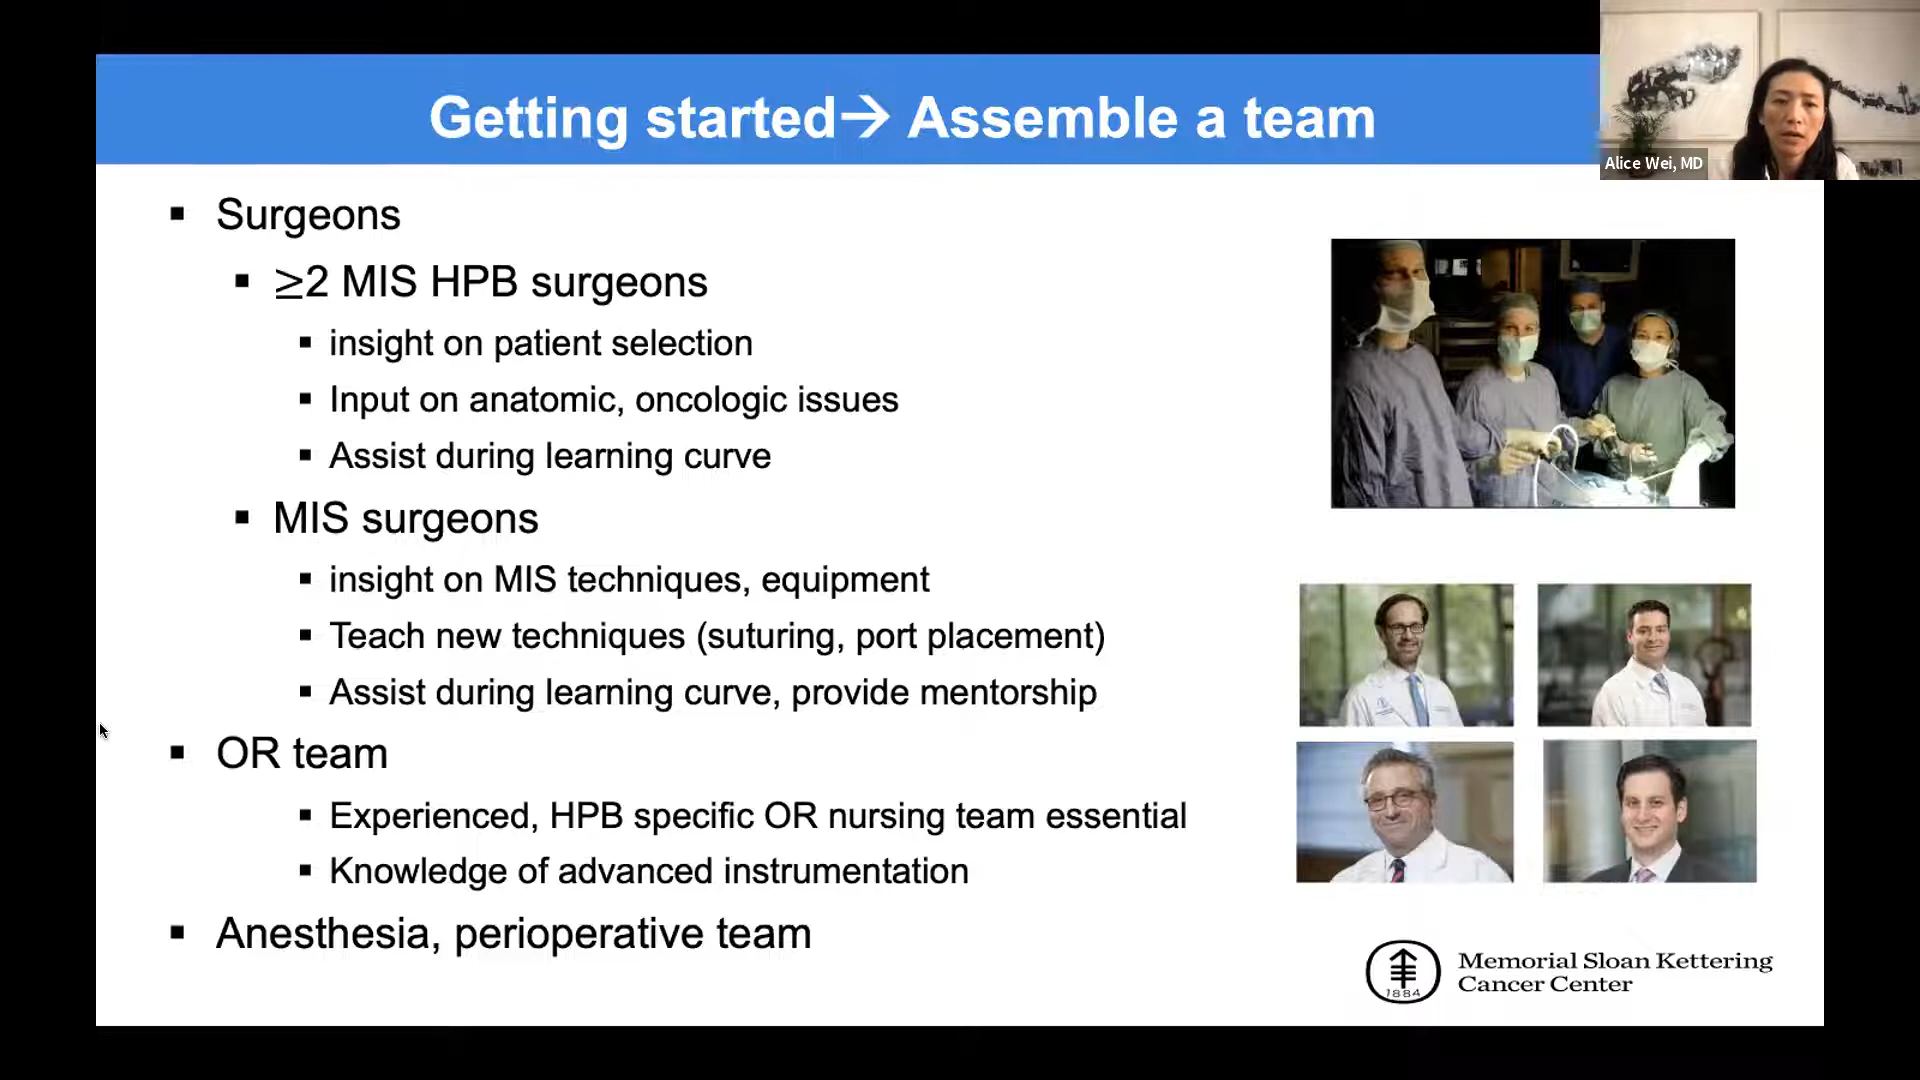 Getting started→ Assemble a team
Alice Wei, MD
▪ Surgeons
▪ ≥2 MIS HPB surgeons
▪ insight on patient selection
▪ Input on anatomic, oncologic issues
▪ Assist during learning curve
▪ MIS surgeons
▪ insight on MIS techniques, equipment
▪ Teach new techniques (suturing, port placement)
▪ Assist during learning curve, provide mentorship
▪ OR team
▪ Experienced, HPB specific OR nursing team essential
▪ Knowledge of advanced instrumentation
▪ Anesthesia, perioperative team
1884
Memorial Sloan Kettering
Cancer Center